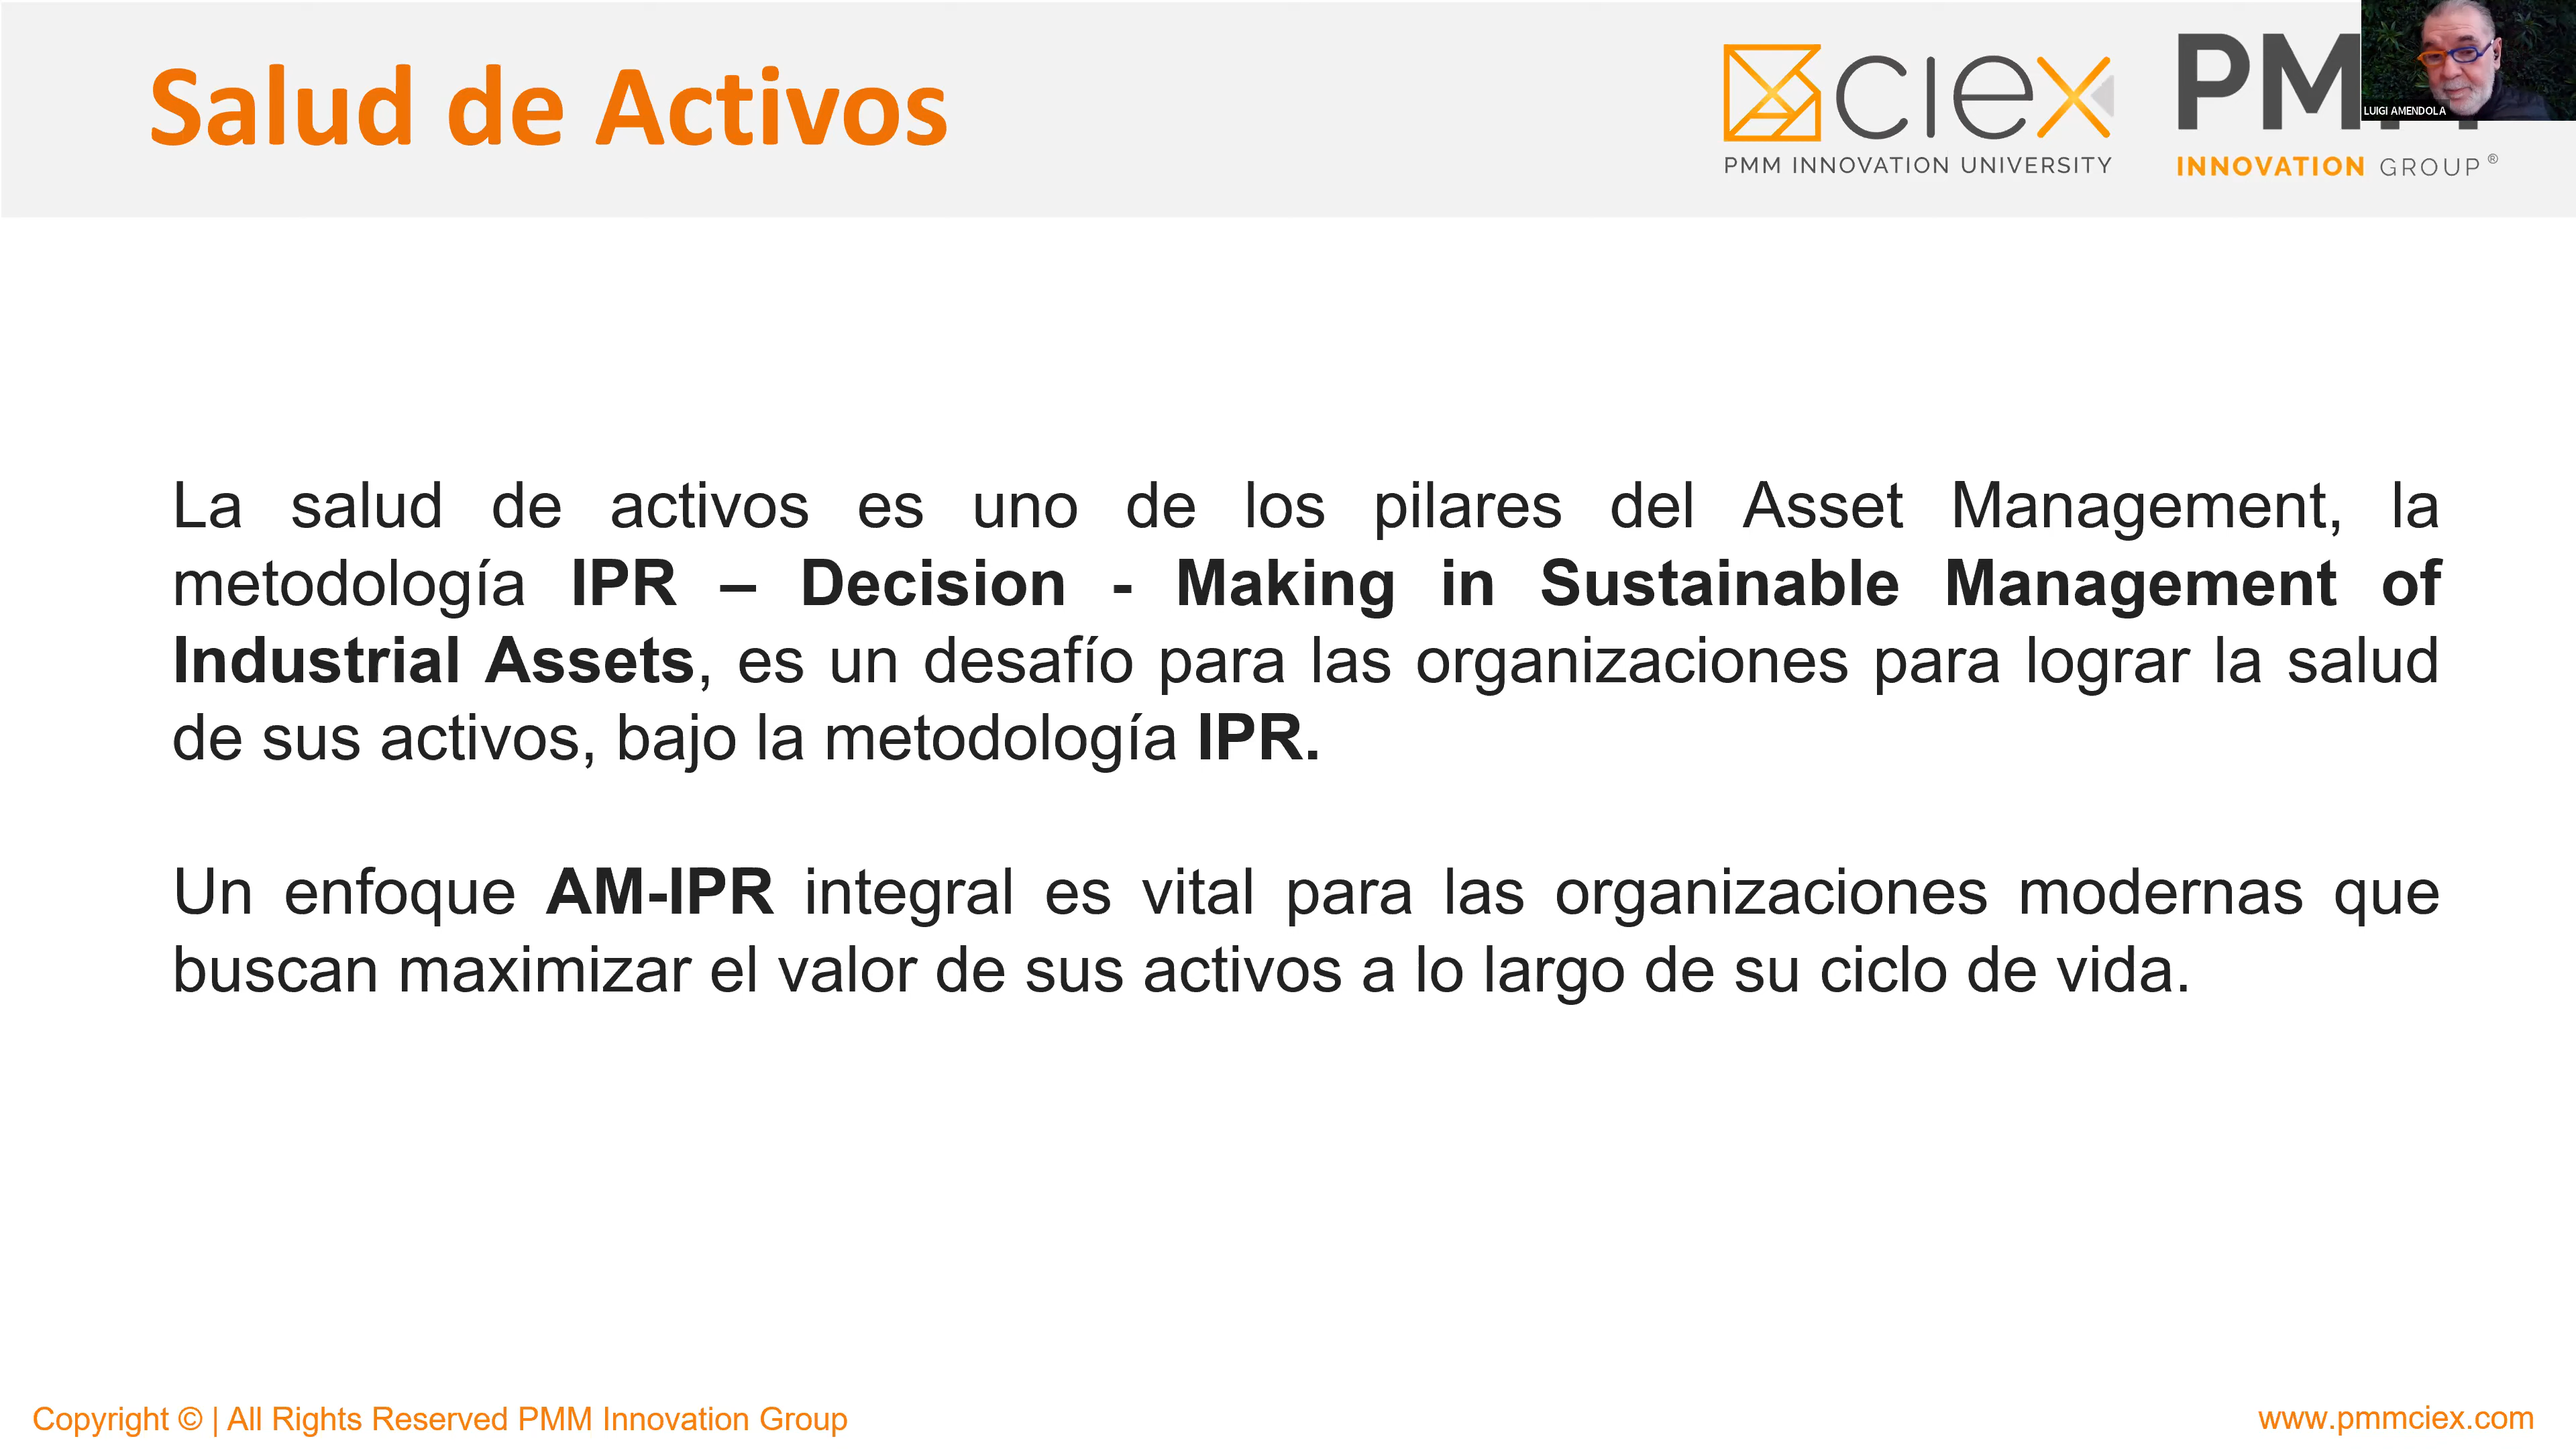 Salud de Activos
ciex
PMM INNOVATION UNIVERSITY
INNOVATION GROUP ®
LUIGI AMENDOLA
La salud de activos es uno de los pilares del Asset Management, la
metodología IPR – Decision - Making in Sustainable Management of
Industrial Assets, es un desafío para las organizaciones para lograr la salud
de sus activos, bajo la metodología IPR.
Un enfoque AM-IPR integral es vital para las organizaciones modernas que
buscan maximizar el valor de sus activos a lo largo de su ciclo de vida.
Copyright © | All Rights Reserved PMM Innovation Group
www.pmmciex.com